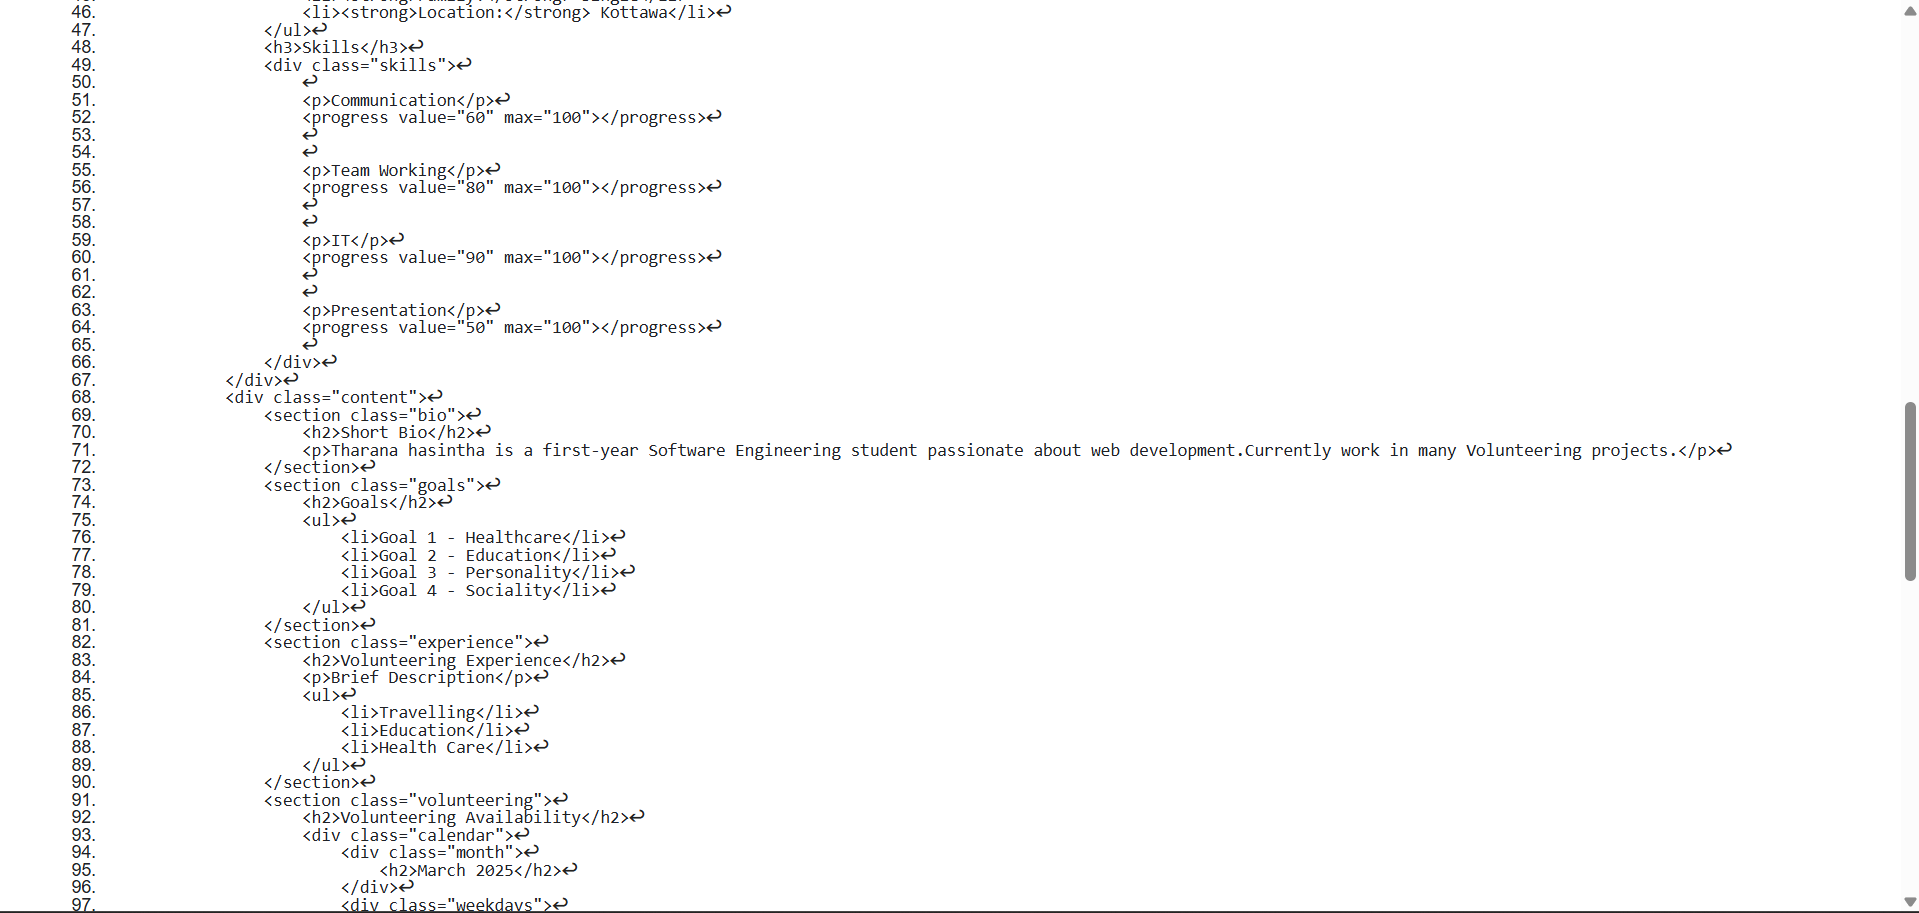 46. <li><strong>Location:</strong> Kottawa</li>↩
47. </ul>↩
48. <h3>Skills</h3>↩
49. <div class="skills">↩
50. ↩
51. <p>Communication</p>↩
52. <progress value="60" max="100"></progress>↩
53. ↩
54. ↩
55. <p>Team Working</p>↩
56. <progress value="80" max="100"></progress>↩
57. ↩
58. ↩
59. <p>IT</p>↩
60. <progress value="90" max="100"></progress>↩
61. ↩
62. ↩
63. <p>Presentation</p>↩
64. <progress value="50" max="100"></progress>↩
65. ↩
66. </div>↩
67. </div>↩
68. <div class="content">↩
69. <section class="bio">↩
70. <h2>Short Bio</h2>↩
71. <p>Tharana hasintha is a first-year Software Engineering student passionate about web development.Currently work in many Volunteering projects.</p>↩
72. </section>↩
73. <section class="goals">↩
74. <h2>Goals</h2>↩
75. <ul>↩
76. <li>Goal 1 - Healthcare</li>↩
77. <li>Goal 2 - Education</li>↩
78. <li>Goal 3 - Personality</li>↩
79. <li>Goal 4 - Sociality</li>↩
80. </ul>↩
81. </section>↩
82. <section class="experience">↩
83. <h2>Volunteering Experience</h2>↩
84. <p>Brief Description</p>↩
85. <ul>↩
86. <li>Travelling</li>↩
87. <li>Education</li>↩
88. <li>Health Care</li>↩
89. </ul>↩
90. </section>↩
91. <section class="volunteering">↩
92. <h2>Volunteering Availability</h2>↩
93. <div class="calendar">↩
94. <div class="month">↩
95. <h2>March 2025</h2>↩
96. </div>↩
97. <div class="weekdays">↩